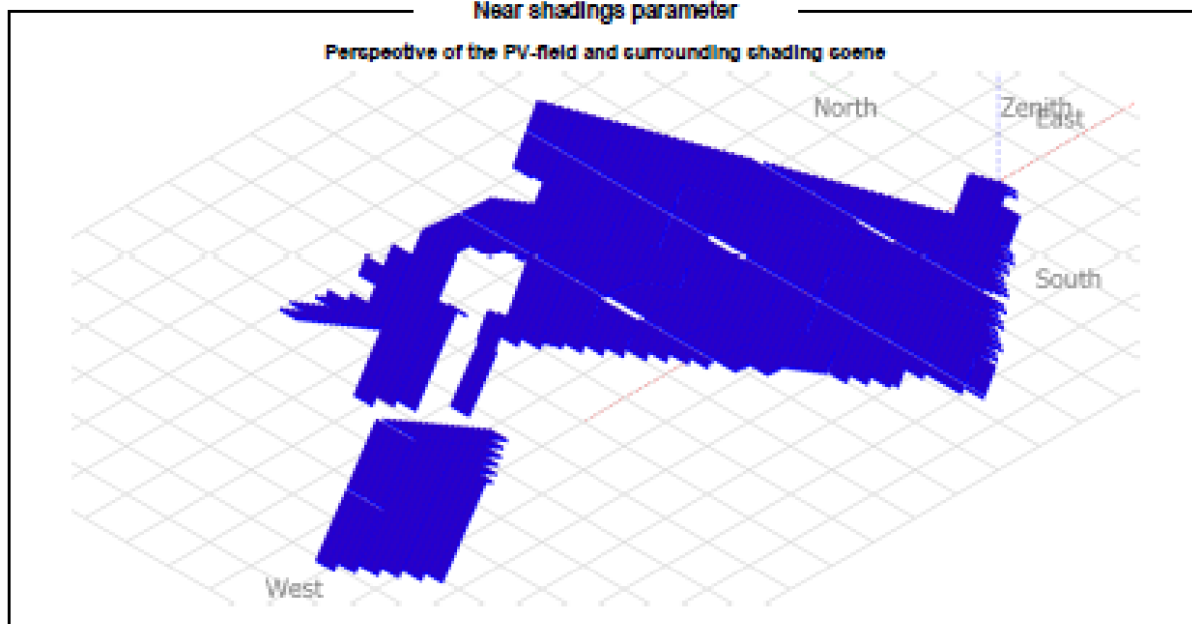 Near shadings parameter
Perspective of the PV-field and surrounding shading scene
North
Zenith
East
South
West